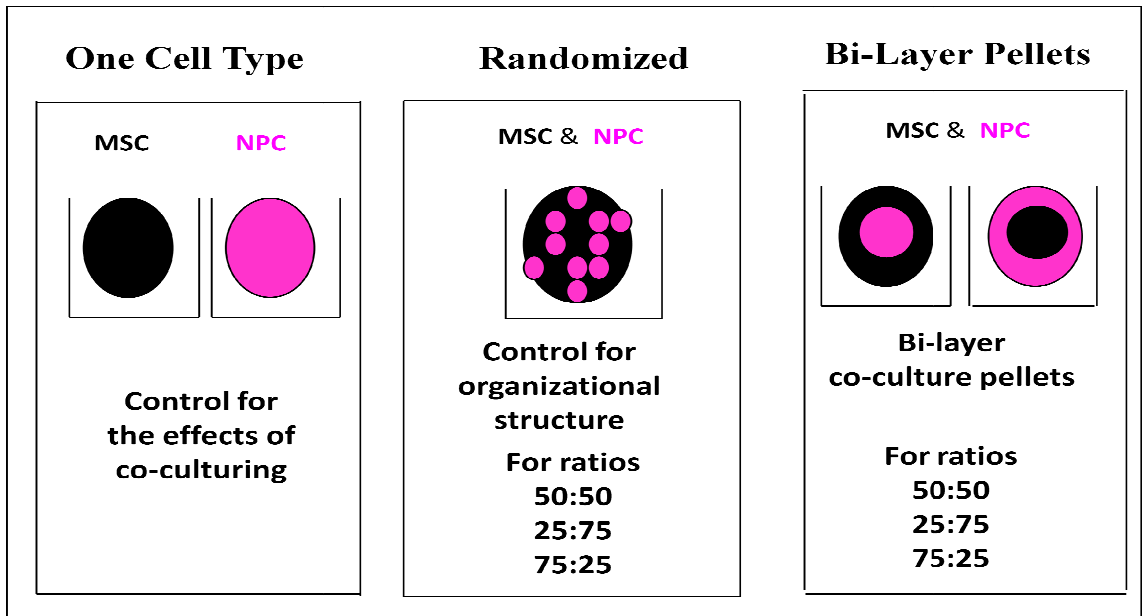 One Cell Type
MSC NPC
Control for
the effects of
co-culturing
Randomized
MSC & NPC
Control for
organizational
structure
For ratios
50:50
25:75
75:25
Bi-Layer Pellets
MSC & NPC
Bi-layer
co-culture pellets
For ratios
50:50
25:75
75:25